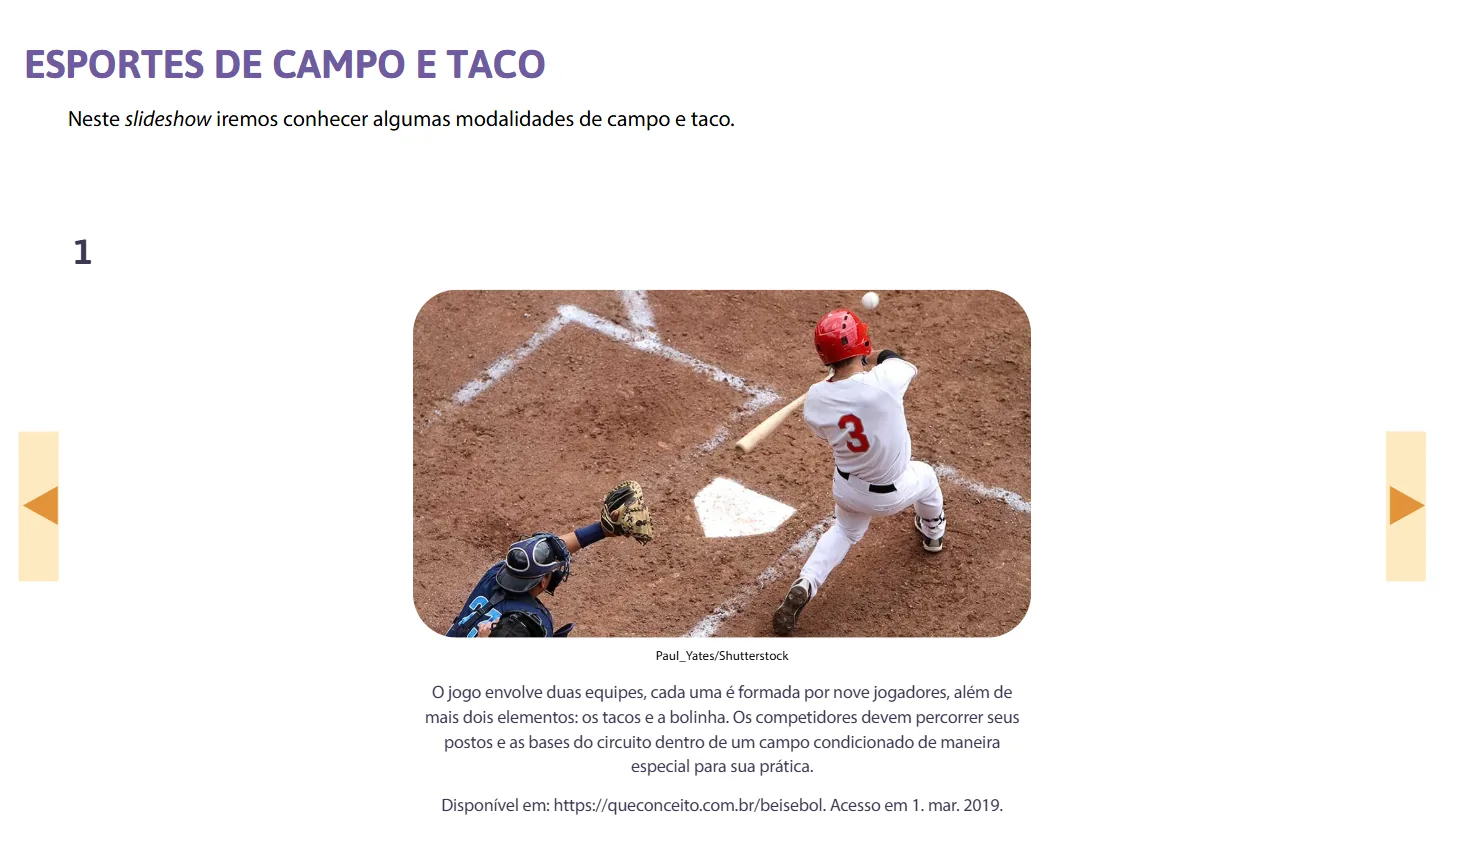 ESPORTES DE CAMPO E TACO
Neste slideshow iremos conhecer algumas modalidades de campo e taco.
1
3
Paul_Yates/Shutterstock
O jogo envolve duas equipes, cada uma é formada por nove jogadores, além de
mais dois elementos: os tacos e a bolinha. Os competidores devem percorrer seus
postos e as bases do circuito dentro de um campo condicionado de maneira
especial para sua prática.
Disponível em: https://queconceito.com.br/beisebol. Acesso em 1. mar. 2019.